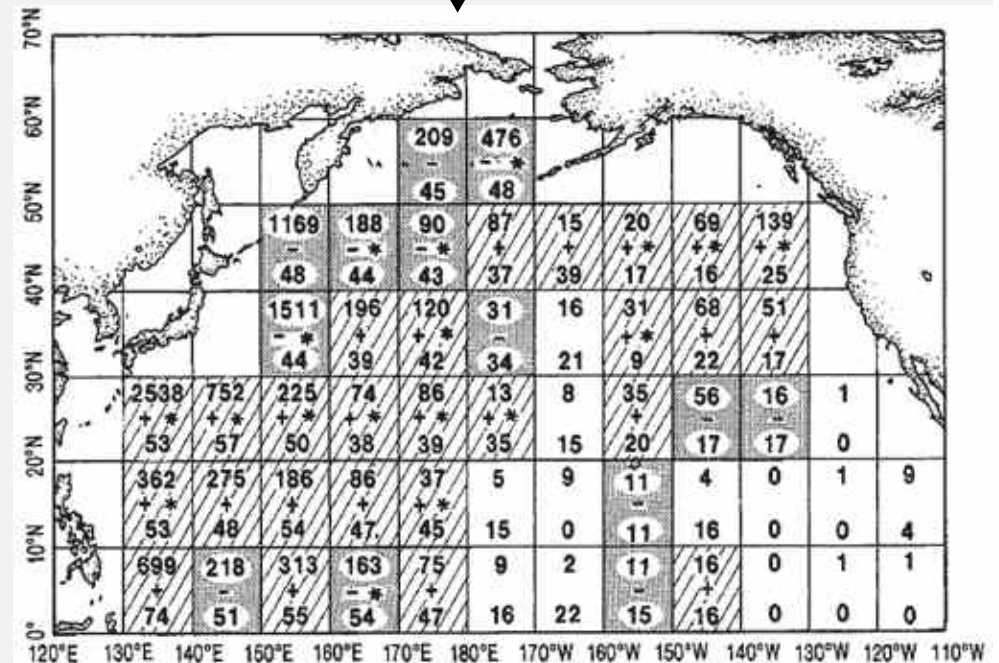 70°N
60°N
209 476
- - *
45 48
50°N
1169 188 90 87 15 20 69 139
- - * - * + + + * + * + *
48 44 43 37 39 17 16 25
40°N
1511 196 120 31 16 31 68 51
- * + + * - + * + +
44 39 42 34 21 9 22 17
30°N
2538 752 225 74 86 13 8 35 56 16 1
+ * + * + * + * + * + * + - -
53 57 50 38 39 35 15 20 17 17 0
20°N
362 275 186 86 37 5 9 11 4 0 1 9
+ * + + + + * -
53 48 54 47 45 15 0 11 16 0 0 4
10°N
699 218 313 163 75 9 2 11 16 0 1 1
+ - + - * + - +
74 51 55 54 47 16 22 15 16 0 0 0
0°
120°E 130°E 140°E 150°E 160°E 170°E 180°E 170°W 160°W 150°W 140°W 130°W 120°W 110°W